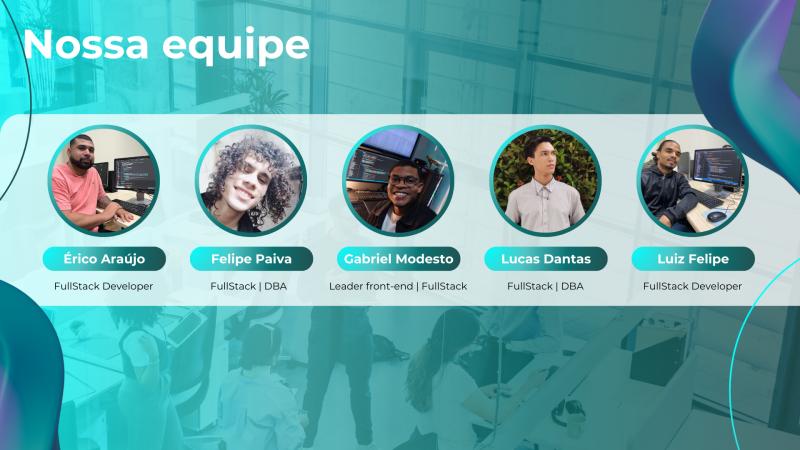 Nossa equipe
Érico Araújo
Felipe Paiva
Gabriel Modesto
Lucas Dantas
Luiz Felipe
FullStack Developer
FullStack | DBA
Leader front-end | FullStack
FullStack | DBA
FullStack Developer